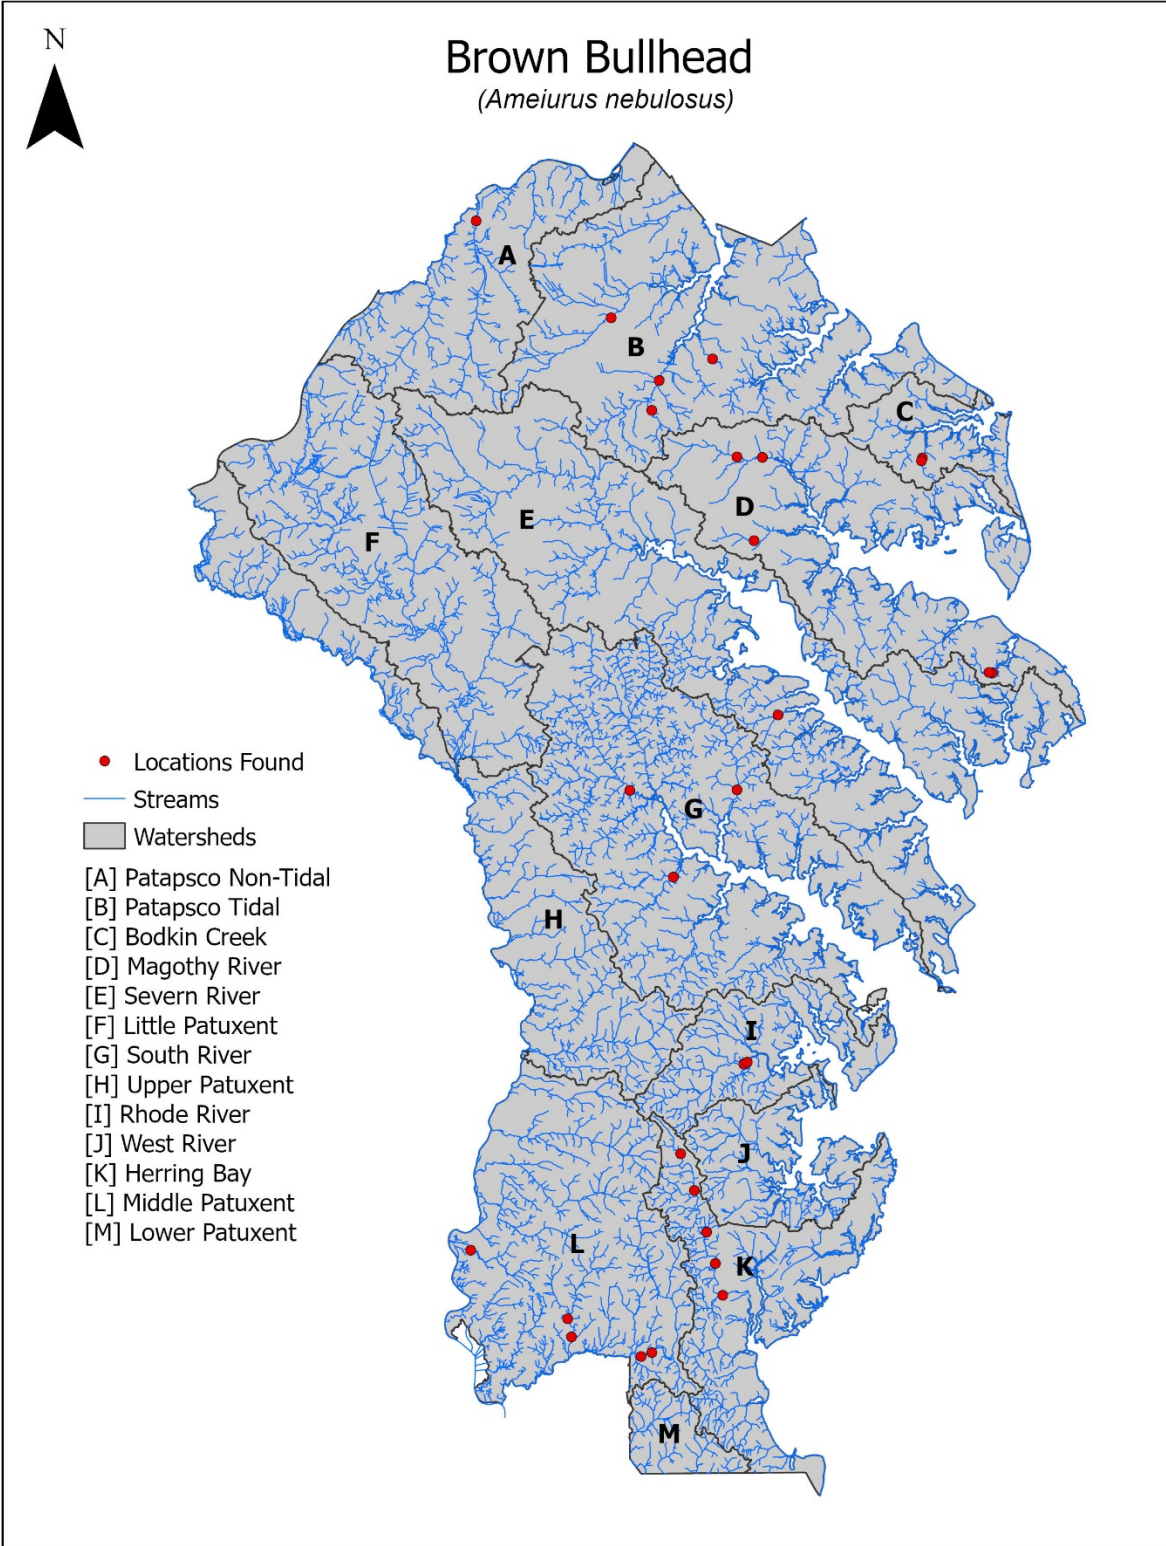 N
Brown Bullhead
(Ameiurus nebulosus)
A
B
C
D
E
F
G
H
I
J
K
L
M
Locations Found
Streams
Watersheds
[A] Patapsco Non-Tidal
[B] Patapsco Tidal
[C] Bodkin Creek
[D] Magothy River
[E] Severn River
[F] Little Patuxent
[G] South River
[H] Upper Patuxent
[I] Rhode River
[J] West River
[K] Herring Bay
[L] Middle Patuxent
[M] Lower Patuxent